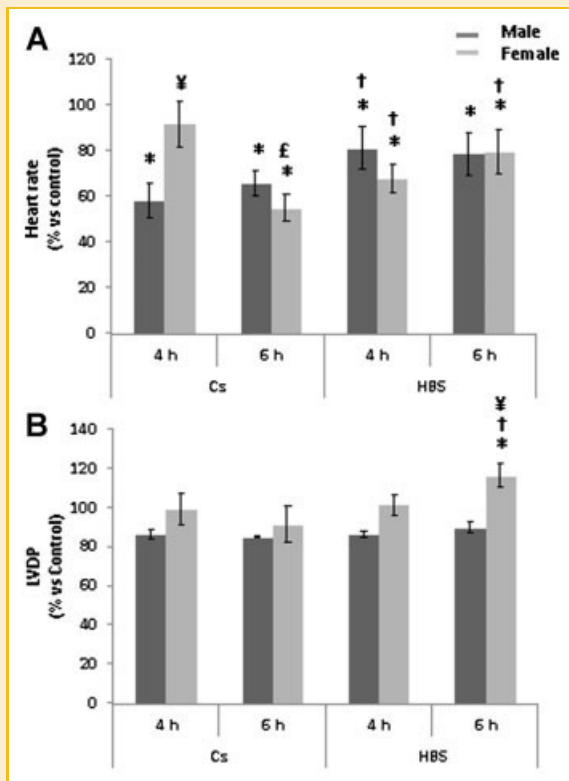 A
Male
Female
Heart rate
(% vs control)
120
100
80
60
40
20
0
* ¥ * £ * † * † * * † *
4 h 6 h 4 h 6 h
Cs HBS
B
LVDP
(% vs Control)
140
120
100
80
60
40
20
0
¥
†
*
4 h 6 h 4 h 6 h
Cs HBS